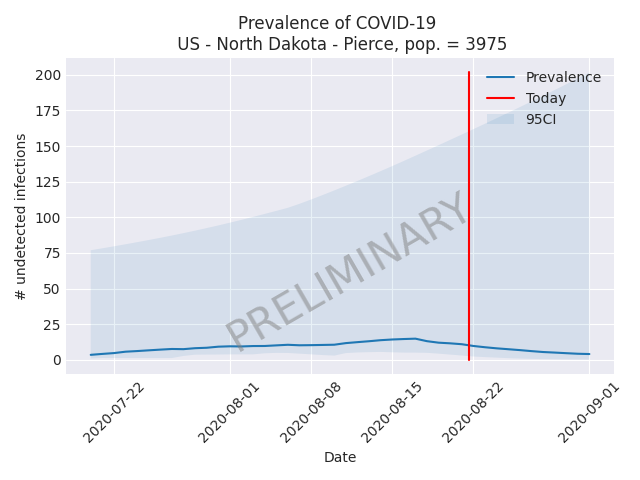 Prevalence of COVID-19
US - North Dakota - Pierce, pop. = 3975
Prevalence
Today
95CI
200
175
150
125
100
75
50
25
0
# undetected infections
PRELIMINARY
2020-07-22
2020-08-01
2020-08-08
2020-08-15
2020-08-22
2020-09-01
Date